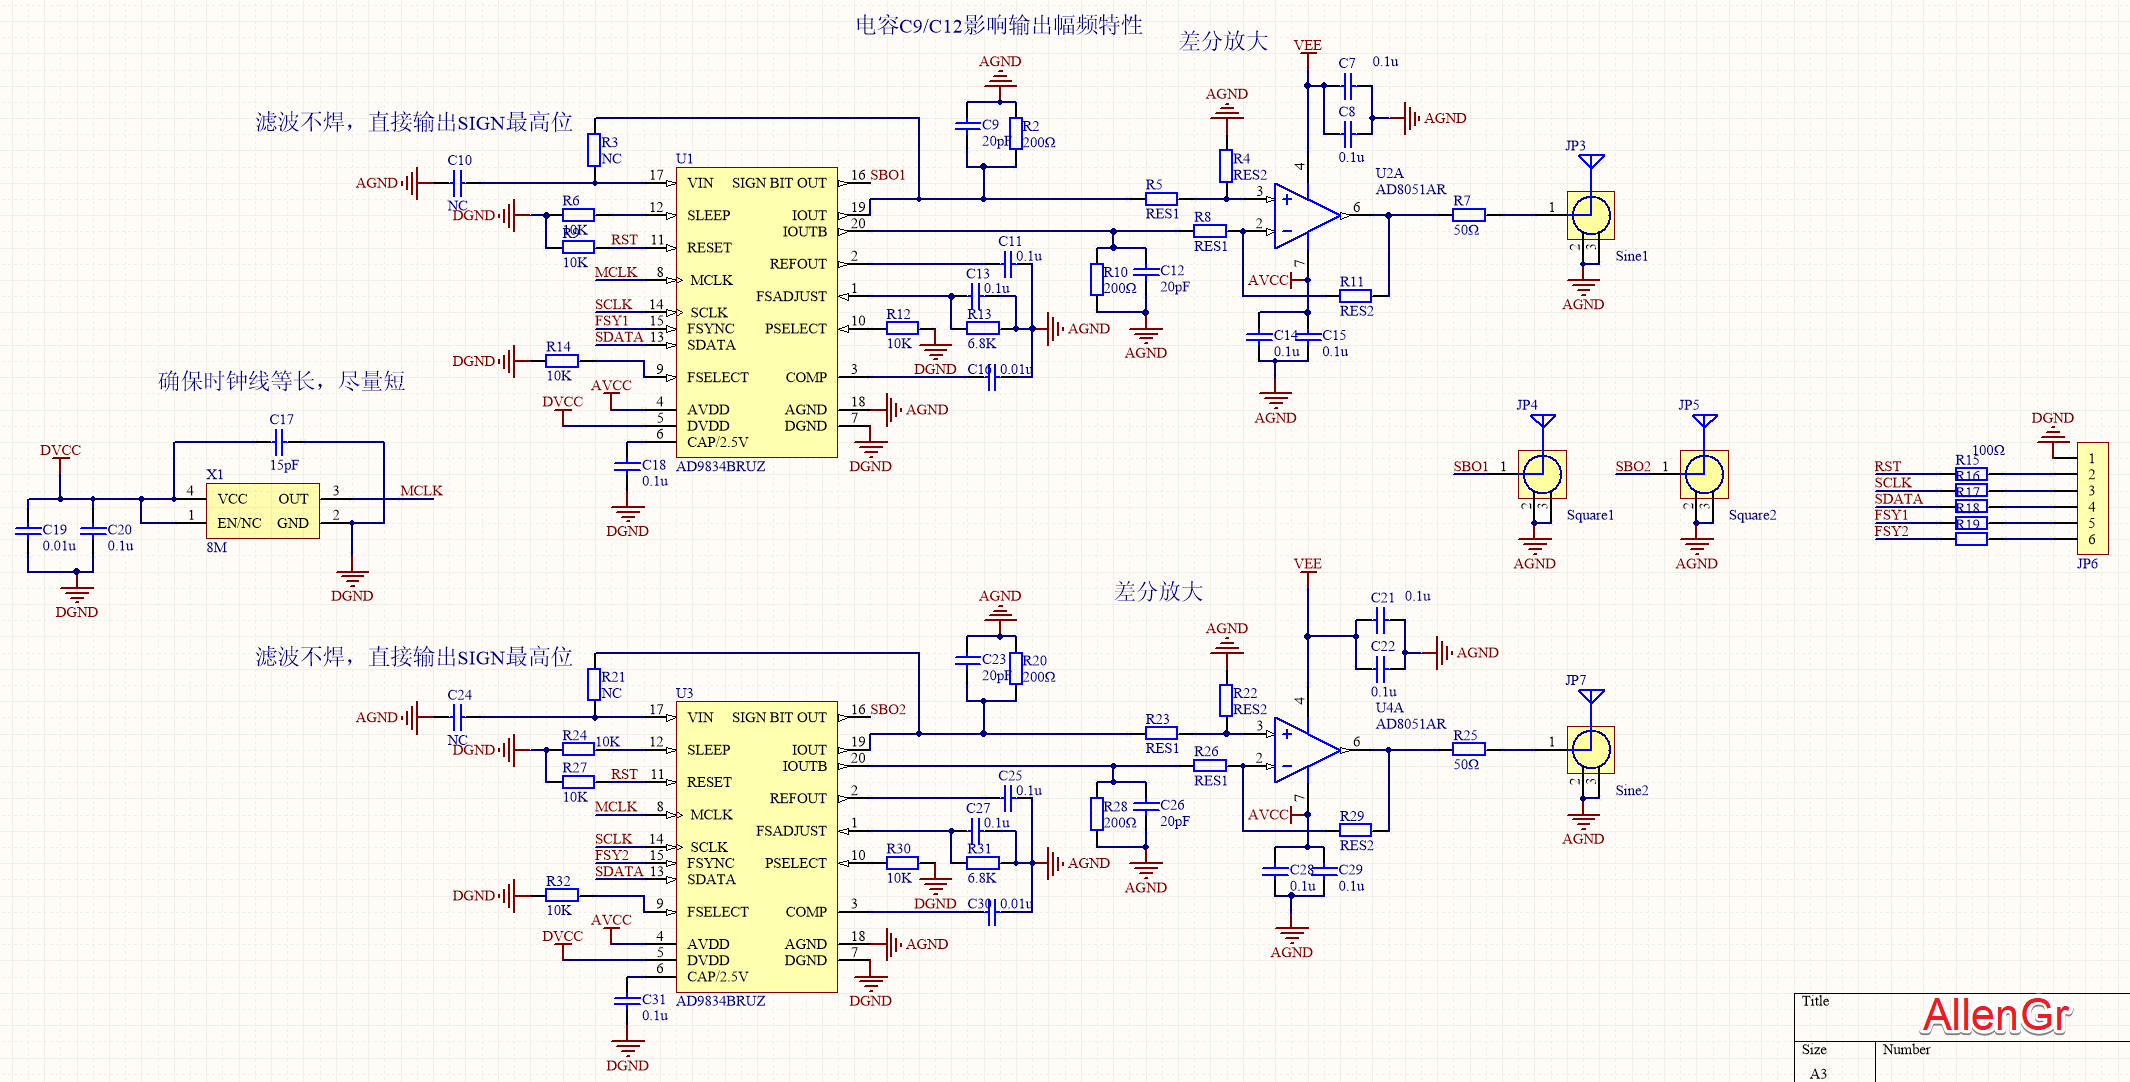 电容C9/C12影响输出幅频特性
差分放大
滤波不焊，直接输出SIGN最高位
AGND
C10
NC
R3
NC
DGND
R6
10K
R9
10K
RST
MCLK
SCLK
FSY1
SDATA
DGND
R14
10K
AVCC
DVCC
C18
0.1u
DGND
U1
17 VIN
12 SLEEP
11 RESET
8 MCLK
14 SCLK
15 FSYNC
13 SDATA
9 FSELECT
4 AVDD
5 DVDD
6 CAP/2.5V
SIGN BIT OUT 16 SBO1
IOUT 19
IOUTB 20
REFOUT 2
FSADJUST 1
PSELECT 10
COMP 3
AGND 18 AGND
DGND 7
DGND
AD9834BRUZ
AGND
C9
20pF
R2
200Ω
C11
0.1u
C13
0.1u
R12
10K
R13
6.8K
AGND
DGND
C16 0.01u
R10
200Ω
C12
20pF
AGND
R5
RES1
R8
RES1
AGND
R4
RES2
VEE
C7 0.1u
C8
0.1u
AGND
U2A
AD8051AR
3
2
4
7
6
AVCC
R11
RES2
C14
0.1u
C15
0.1u
AGND
R7
50Ω
JP3
1
2
3
Sine1
AGND
确保时钟线等长，尽量短
DVCC
C17
15pF
X1
4 VCC OUT 3 MCLK
1 EN/NC GND 2
8M
C19
0.01u
C20
0.1u
DGND
DGND
JP4
SBO1 1
2
3
Square1
AGND
JP5
SBO2 1
2
3
Square2
AGND
DGND
100Ω
RST R15
SCLK R16
SDATA R17
FSY1 R18
FSY2 R19
1
2
3
4
5
6
JP6
差分放大
滤波不焊，直接输出SIGN最高位
AGND
C24
NC
R21
NC
DGND
R24 10K
R27
10K
RST
MCLK
SCLK
FSY2
SDATA
DGND
R32
10K
AVCC
DVCC
C31
0.1u
DGND
U3
17 VIN
12 SLEEP
11 RESET
8 MCLK
14 SCLK
15 FSYNC
13 SDATA
9 FSELECT
4 AVDD
5 DVDD
6 CAP/2.5V
SIGN BIT OUT 16 SBO2
IOUT 19
IOUTB 20
REFOUT 2
FSADJUST 1
PSELECT 10
COMP 3
AGND 18 AGND
DGND 7
DGND
AD9834BRUZ
AGND
C23
20pF
R20
200Ω
C25
0.1u
C27
0.1u
R30
10K
R31
6.8K
AGND
DGND
C30 0.01u
R28
200Ω
C26
20pF
AGND
R23
RES1
R26
RES1
AGND
R22
RES2
VEE
C21 0.1u
C22
0.1u
AGND
U4A
AD8051AR
3
2
4
7
6
AVCC
R29
RES2
C28
0.1u
C29
0.1u
AGND
R25
50Ω
JP7
1
2
3
Sine2
AGND
Title
AllenGr
Size
Number
A3